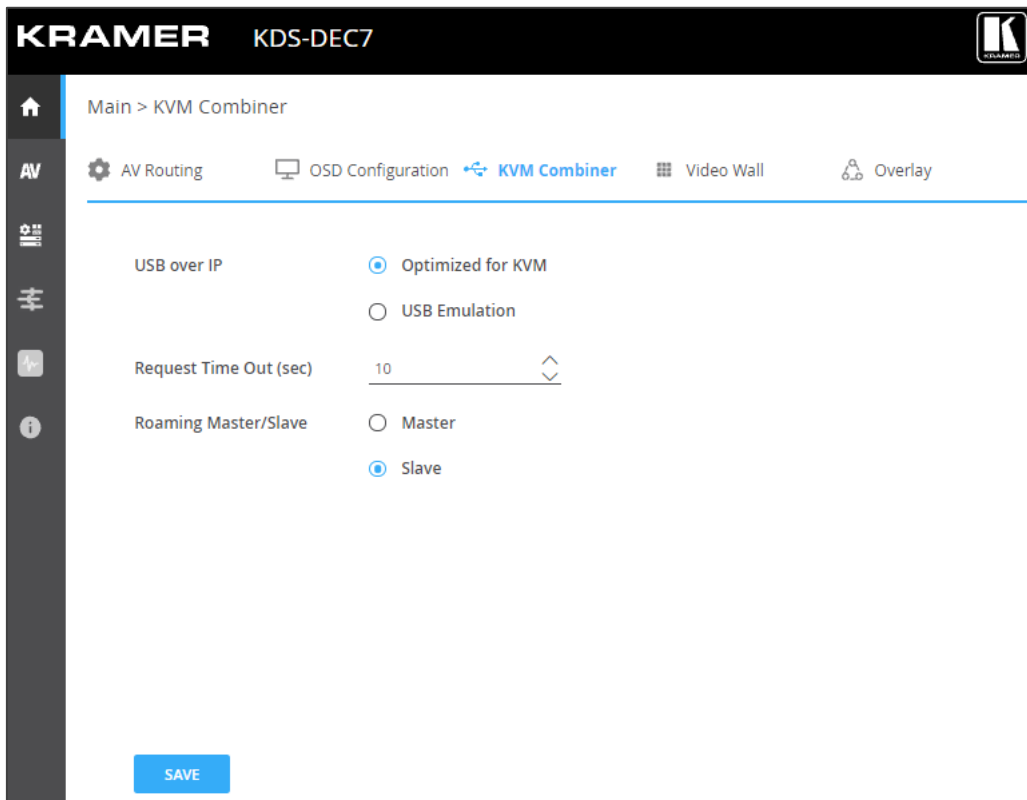 KRAMER KDS-DEC7
KRAMER
Main > KVM Combiner
AV
AV Routing OSD Configuration KVM Combiner Video Wall Overlay
USB over IP Optimized for KVM
USB Emulation
Request Time Out (sec) 10
Roaming Master/Slave Master
Slave
SAVE